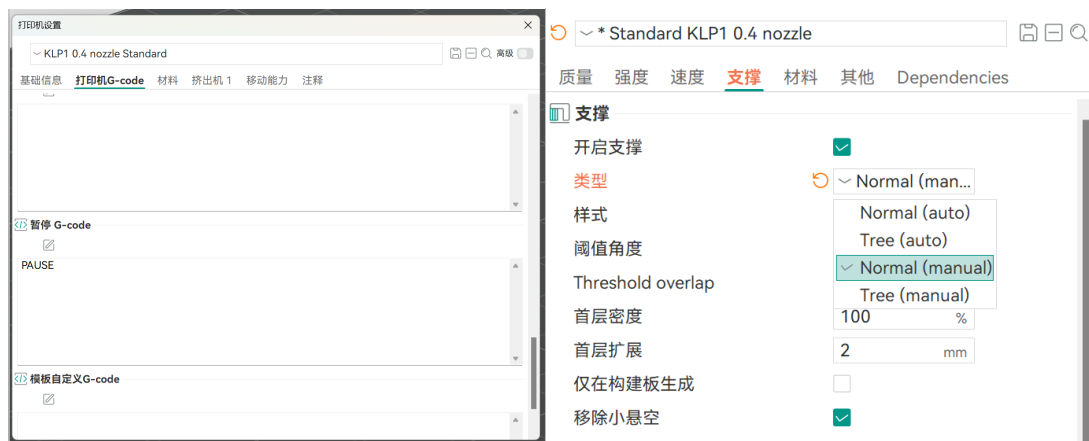 打印机设置
KLP1 0.4 nozzle Standard
高级
基础信息 打印机G-code 材料 挤出机 1 移动能力 注释
暂停 G-code
PAUSE
模板自定义G-code
* Standard KLP1 0.4 nozzle
质量 强度 速度 支撑 材料 其他 Dependencies
支撑
开启支撑
类型 Normal (man...
Normal (auto)
Tree (auto)
Normal (manual)
Tree (manual)
样式
阈值角度
Threshold overlap
首层密度 100 %
首层扩展 2 mm
仅在构建板生成
移除小悬空